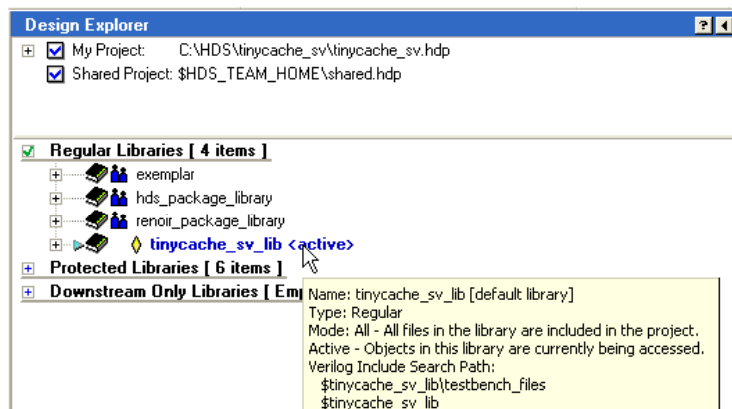 Design Explorer
My Project: C:\HDS\tinycache_sv\tinycache_sv.hdp
Shared Project: $HDS_TEAM_HOME\shared.hdp
Regular Libraries [ 4 items ]
exemplar
hds_package_library
renoir_package_library
tinycache_sv_lib <active>
Protected Libraries [ 6 items ]
Downstream Only Libraries [
Name: tinycache_sv_lib [default library]
Type: Regular
Mode: All - All files in the library are included in the project.
Active - Objects in this library are currently being accessed.
Verilog Include Search Path:
$tinycache_sv_lib\testbench_files
$tinycache_sv_lib